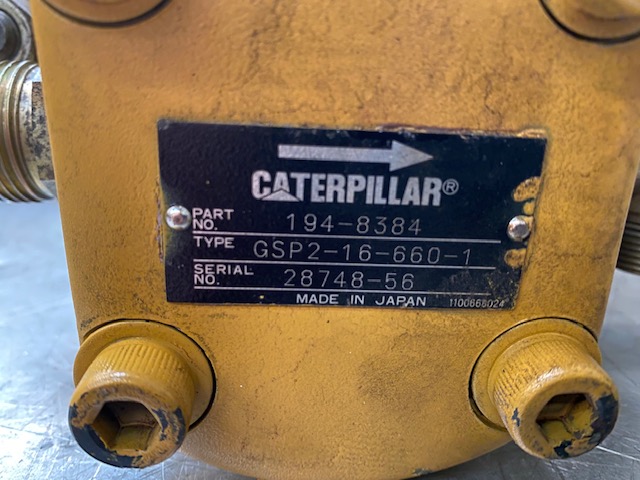 CATERPILLAR®
PART NO. 194-8384
TYPE GSP2-16-660-1
SERIAL NO. 28748-56
MADE IN JAPAN 1100668024